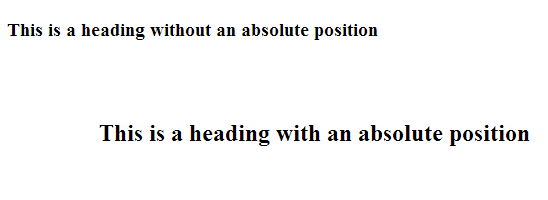 This is a heading without an absolute position
This is a heading with an absolute position